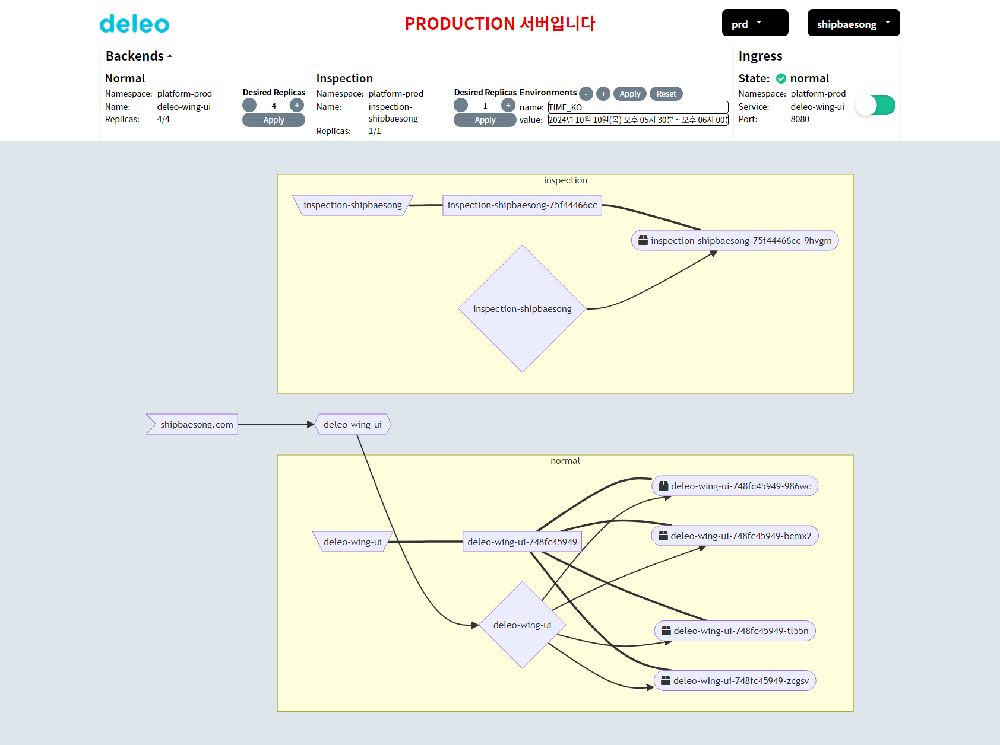 deleo
PRODUCTION 서버입니다
prd
shipbaesong
Backends
Ingress
Normal
Namespace: platform-prod
Name: deleo-wing-ui
Replicas: 4/4
Desired Replicas
- 4 +
Apply
Inspection
Namespace: platform-prod
Name: inspection-
shipbaesong
Replicas: 1/1
Desired Replicas
- 1 +
Apply
Environments - + Apply Reset
name: TIME_KO
value: 2024년 10월 10일(목) 오후 05시 30분 ~ 오후 06시 00분
State: normal
Namespace: platform-prod
Service: deleo-wing-ui
Port: 8080
inspection
inspection-shipbaesong
inspection-shipbaesong-75f44466cc
inspection-shipbaesong-75f44466cc-9hvgm
inspection-shipbaesong
shipbaesong.com
deleo-wing-ui
normal
deleo-wing-ui-748fc45949-986wc
deleo-wing-ui-748fc45949-bcmx2
deleo-wing-ui
deleo-wing-ui-748fc45949
deleo-wing-ui
deleo-wing-ui-748fc45949-tl55n
deleo-wing-ui-748fc45949-zcgsv